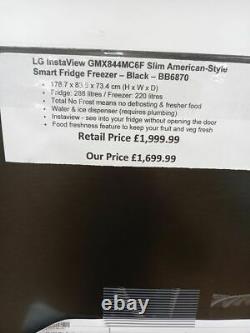 LG InstaView GMX844MC6F Slim American-Style
Smart Fridge Freezer – Black – BB6870
• 178.7 x 83.5 x 73.4 cm (H x W x D)
• Fridge: 288 litres / Freezer: 220 litres
• Total No Frost means no defrosting & fresher food
• Water & ice dispenser (requires plumbing)
• Instaview - see into your fridge without opening the door
• Food freshness feature to keep your fruit and veg fresh
Retail Price £1,999.99
Our Price £1,699.99